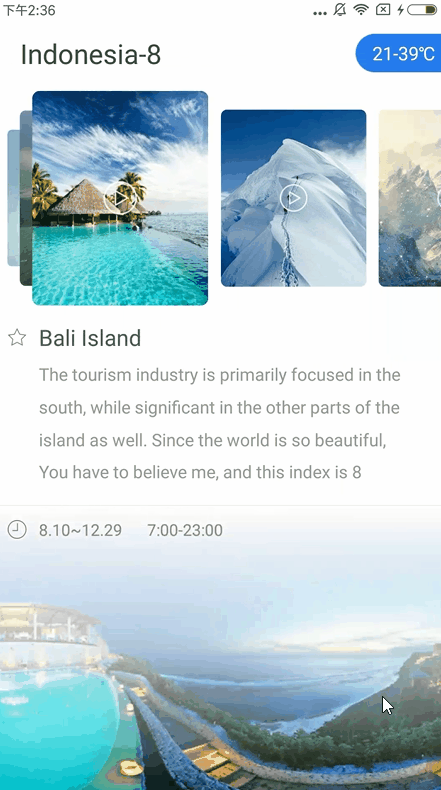 下午2:36
Indonesia-8
21-39℃
Bali Island
The tourism industry is primarily focused in the
south, while significant in the other parts of the
island as well. Since the world is so beautiful,
You have to believe me, and this index is 8
8.10~12.29 7:00-23:00